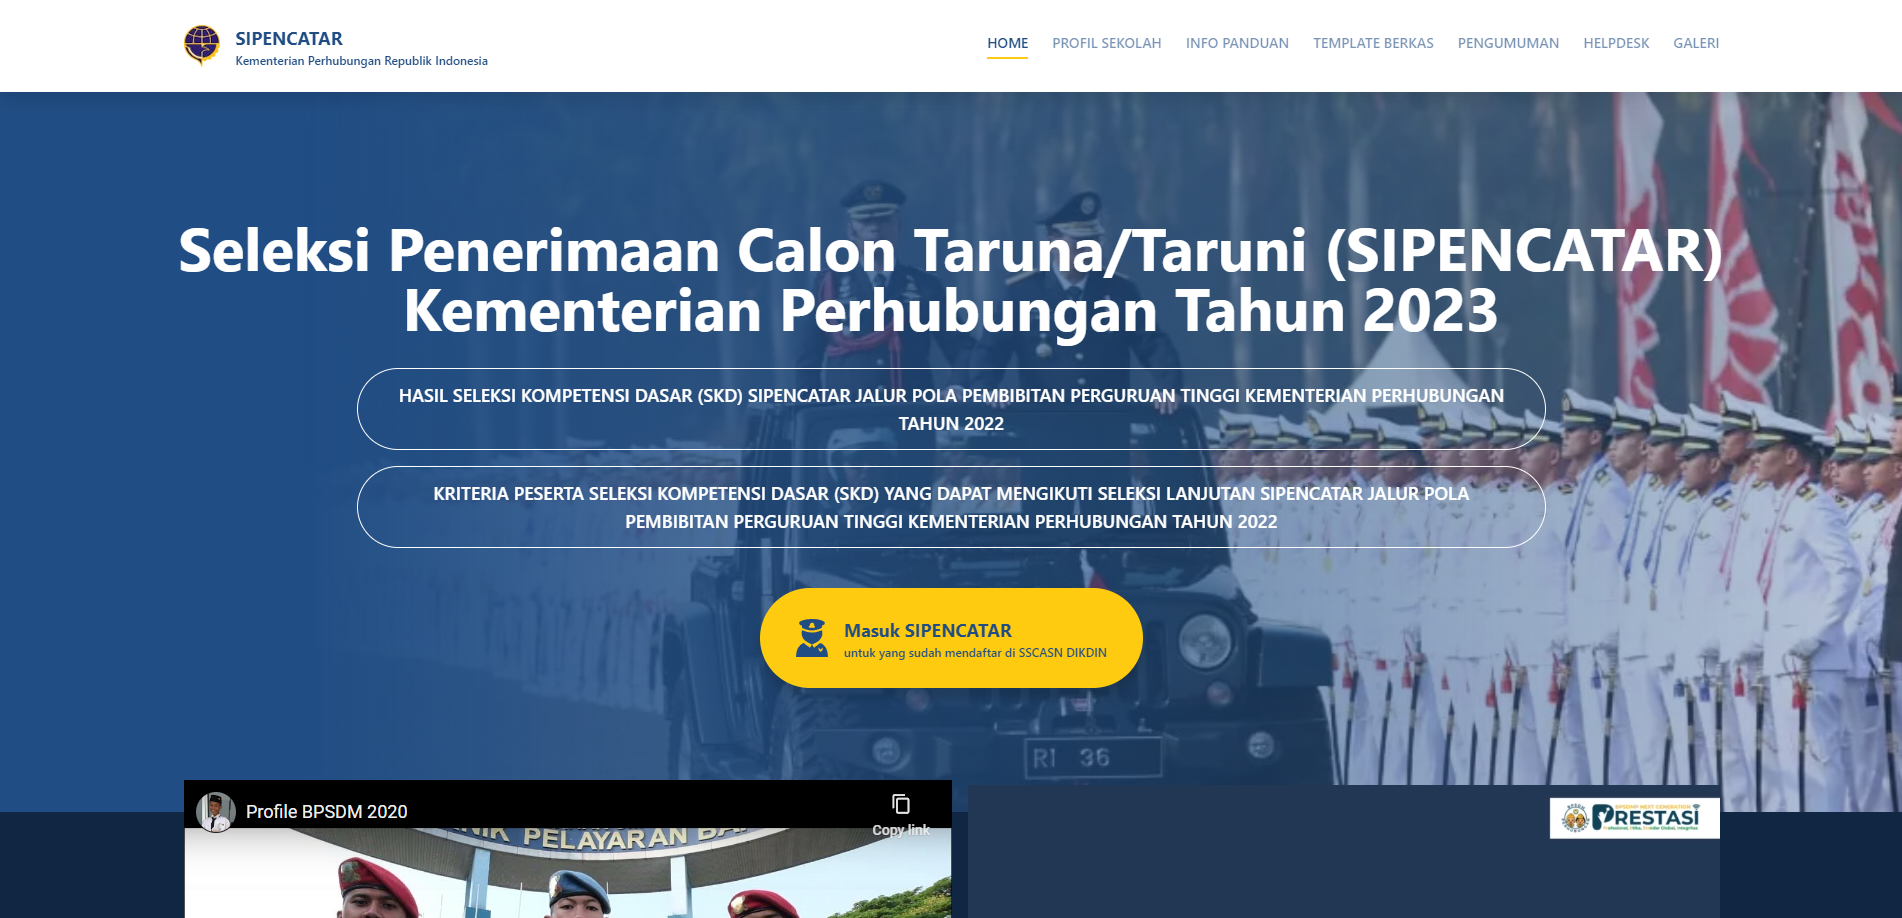 SIPENCATAR
Kementerian Perhubungan Republik Indonesia
HOME
PROFIL SEKOLAH
INFO PANDUAN
TEMPLATE BERKAS
PENGUMUMAN
HELPDESK
GALERI
Seleksi Penerimaan Calon Taruna/Taruni (SIPENCATAR)
Kementerian Perhubungan Tahun 2023
HASIL SELEKSI KOMPETENSI DASAR (SKD) SIPENCATAR JALUR POLA PEMBIBITAN PERGURUAN TINGGI KEMENTERIAN PERHUBUNGAN
TAHUN 2022
KRITERIA PESERTA SELEKSI KOMPETENSI DASAR (SKD) YANG DAPAT MENGIKUTI SELEKSI LANJUTAN SIPENCATAR JALUR POLA
PEMBIBITAN PERGURUAN TINGGI KEMENTERIAN PERHUBUNGAN TAHUN 2022
Masuk SIPENCATAR
untuk yang sudah mendaftar di SSCASN DIKDIN
RI 36
Profile BPSDM 2020
Copy link
PELAYARAN
PRESTASI